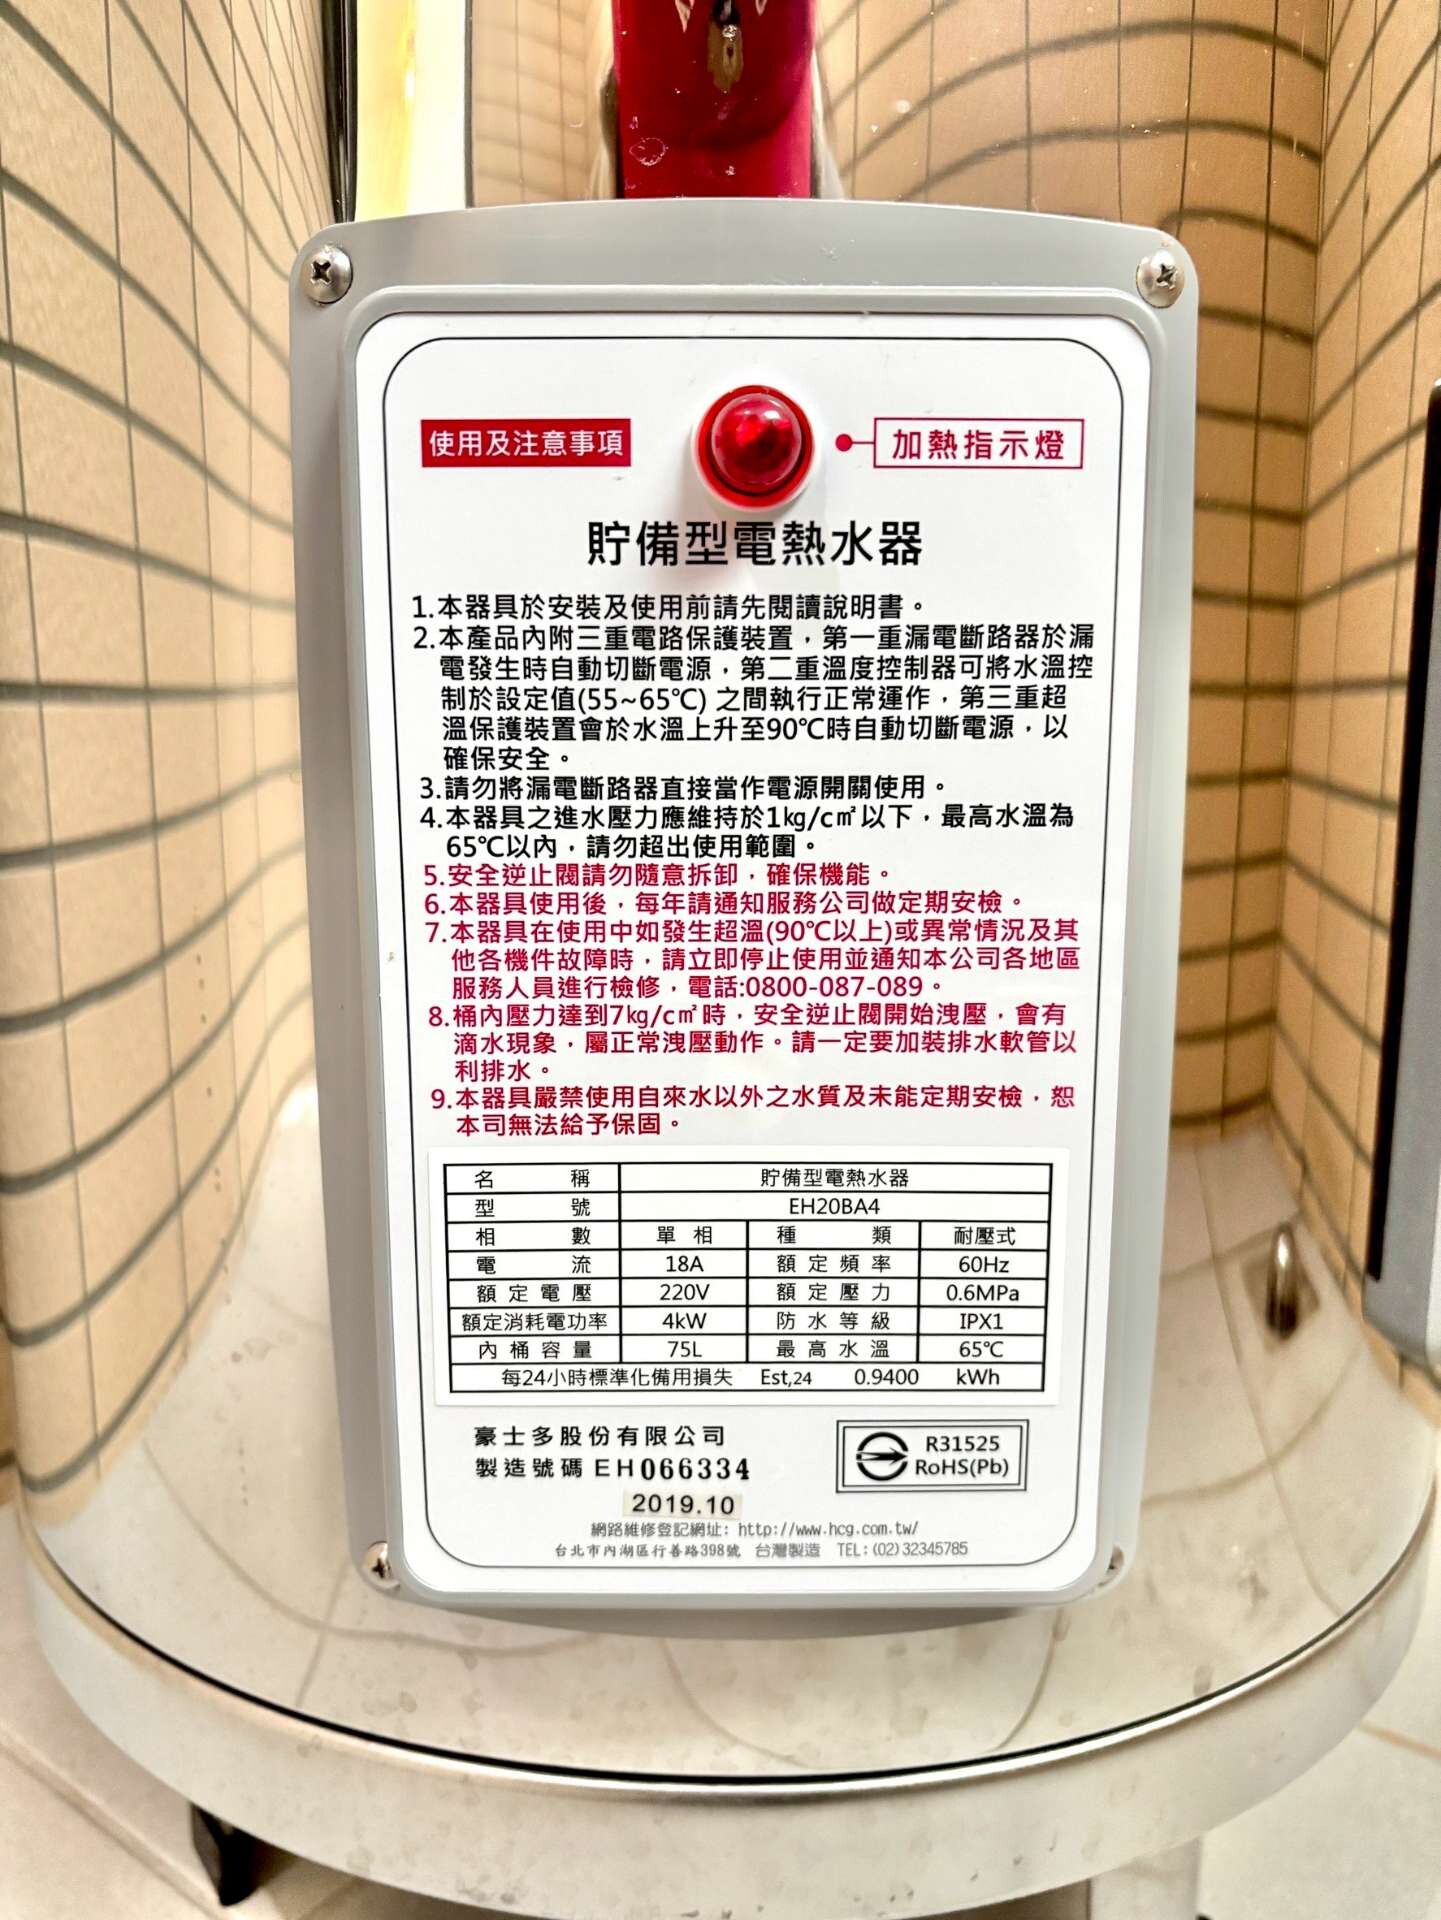 使用及注意事項
加熱指示燈
貯備型電熱水器
1.本器具於安裝及使用前請先閱讀說明書。
2.本產品內附三重電路保護裝置，第一重漏電斷路器於漏
電發生時自動切斷電源，第二重溫度控制器可將水溫控
制於設定值(55~65℃) 之間執行正常運作，第三重超
溫保護裝置會於水溫上升至90℃時自動切斷電源，以
確保安全。
3.請勿將漏電斷路器直接當作電源開關使用。
4.本器具之進水壓力應維持於1kg/c㎡以下，最高水溫為
65℃以內，請勿超出使用範圍。
5.安全逆止閥請勿隨意拆卸，確保機能。
6.本器具使用後，每年請通知服務公司做定期安檢。
7.本器具在使用中如發生超溫(90℃以上)或異常情況及其
他各機件故障時，請立即停止使用並通知本公司各地區
服務人員進行檢修，電話:0800-087-089。
8.桶內壓力達到7kg/c㎡時，安全逆止閥開始洩壓，會有
滴水現象，屬正常洩壓動作。請一定要加裝排水軟管以
利排水。
9.本器具嚴禁使用自來水以外之水質及未能定期安檢，恕
本司無法給予保固。
名稱 貯備型電熱水器
型號 EH20BA4
相數 單相 種類 耐壓式
電流 18A 額定頻率 60Hz
額定電壓 220V 額定壓力 0.6MPa
額定消耗電功率 4kW 防水等級 IPX1
內桶容量 75L 最高水溫 65℃
每24小時標準化備用損失 Est,24 0.9400 kWh
豪士多股份有限公司
製造號碼 EH066334
R31525
RoHS(Pb)
2019.10
網路維修登記網址: http://www.hcg.com.tw/
台北市內湖區行善路398號 台灣製造 TEL:(02)32345785